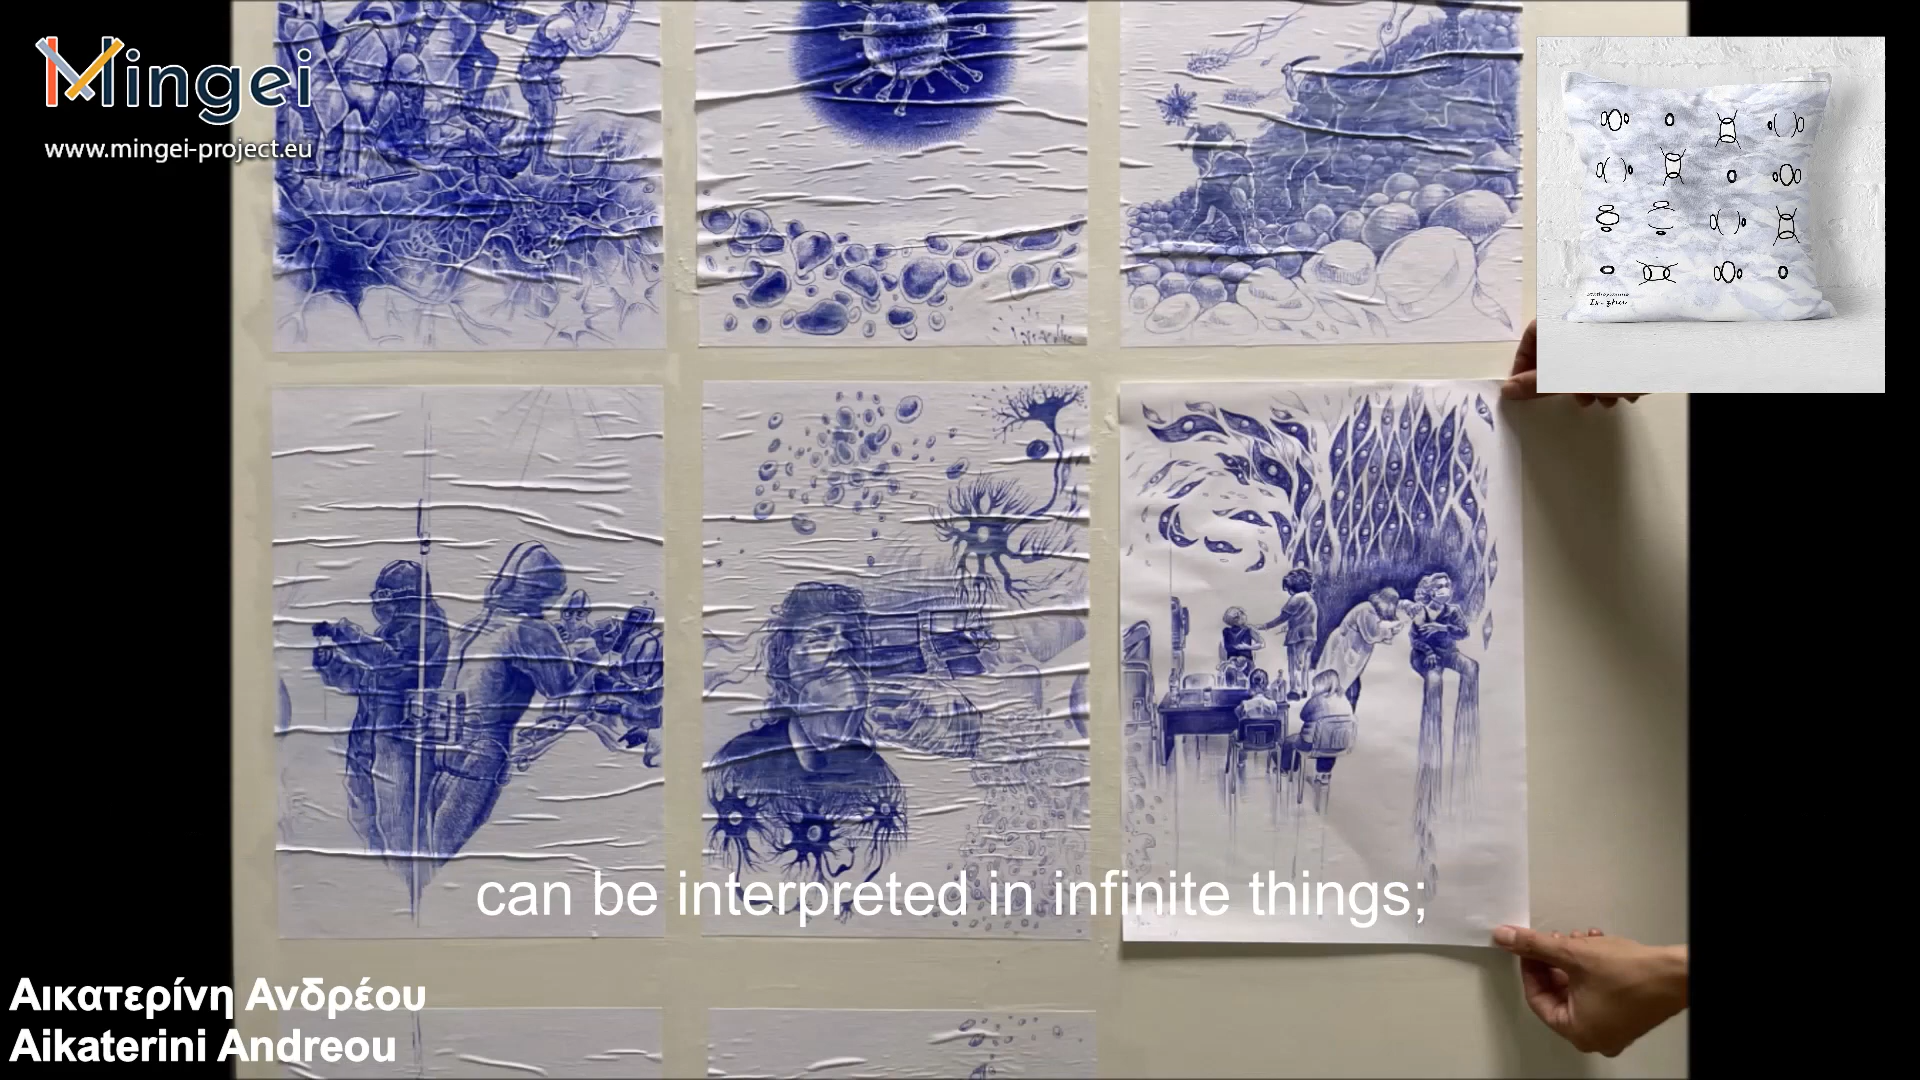 Mingei
www.mingei-project.eu
can be interpreted in infinite things;
Αικατερίνη Ανδρέου
Aikaterini Andreou